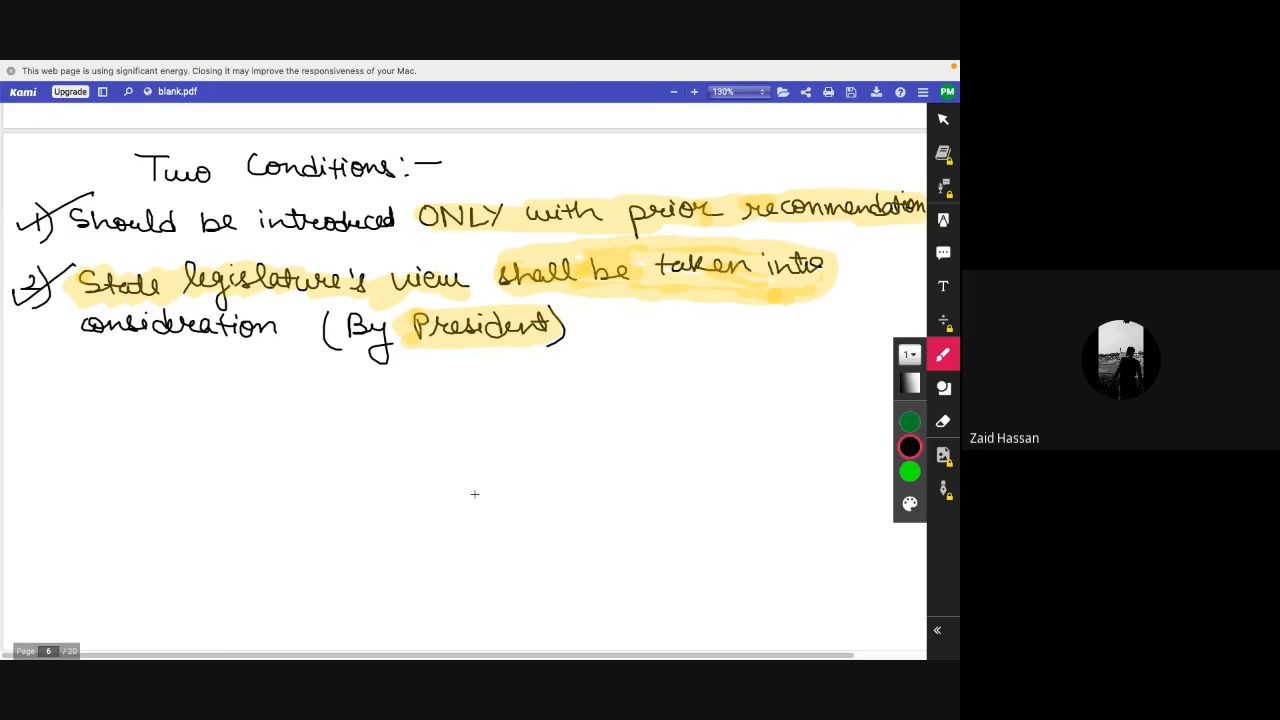 This web page is using significant energy. Closing it may improve the responsiveness of your Mac.
Kami Upgrade blank.pdf 130% PM
Two Conditions:-
1) Should be introduced ONLY with prior recommendation
2) State legislature's view shall be taken into
consideration (By President)
1
T
Zaid Hassan
Page 6 / 20